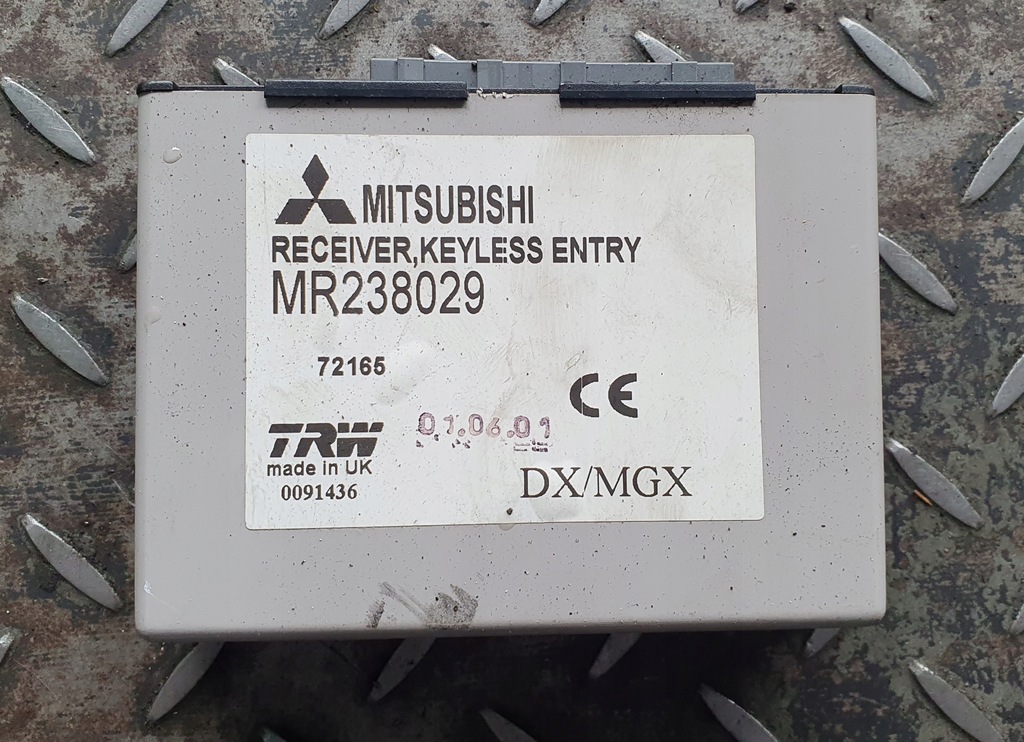 MITSUBISHI
RECEIVER,KEYLESS ENTRY
MR238029
72165
CE
TRW
made in UK
01.06.01
0091436
DX/MGX